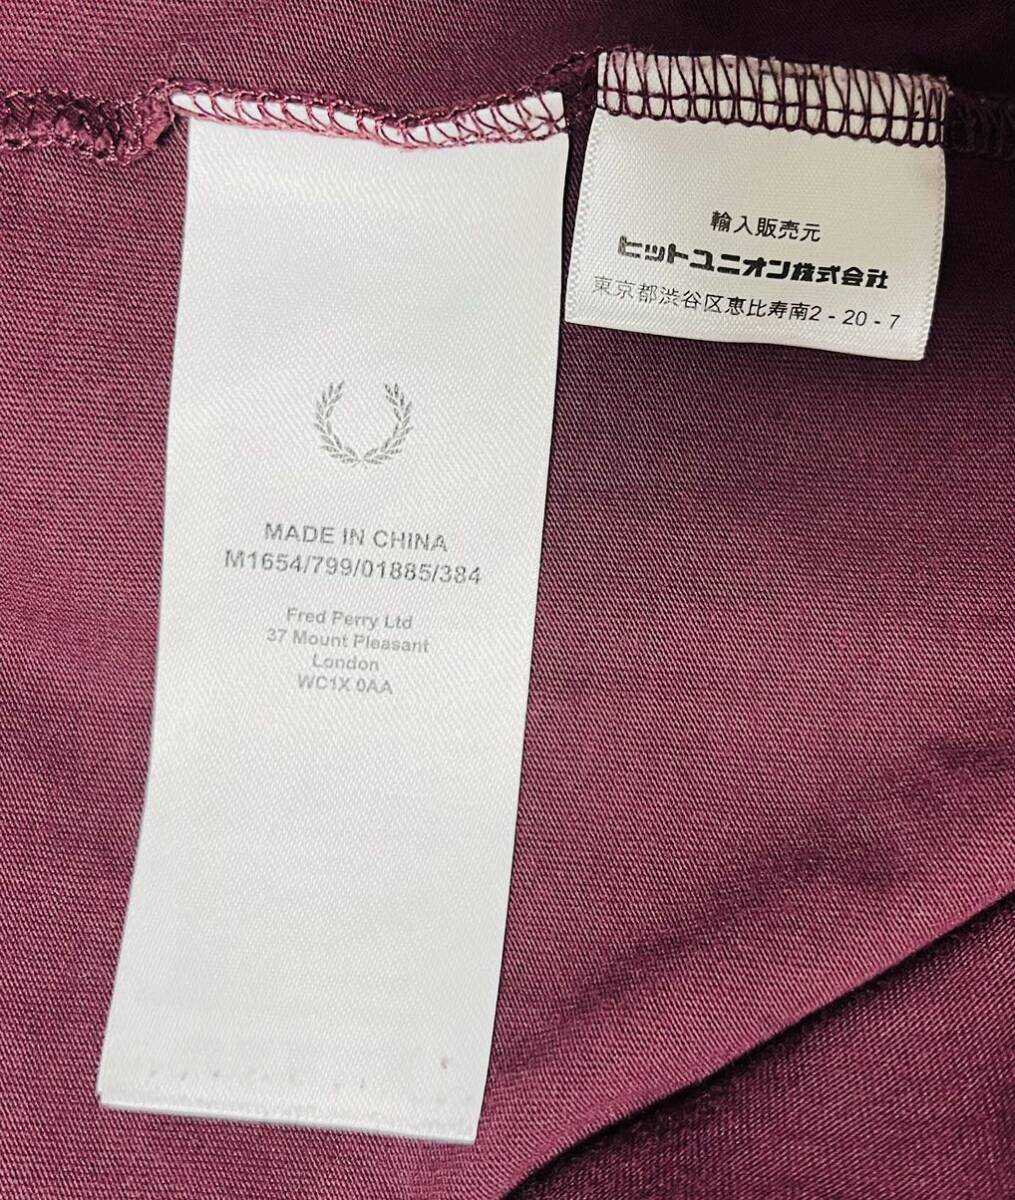 MADE IN CHINA
M1654/799/01885/384
Fred Perry Ltd
37 Mount Pleasant
London
WC1X 0AA
輸入販売元
ヒットユニオン株式会社
東京都渋谷区恵比寿南2 - 20 - 7